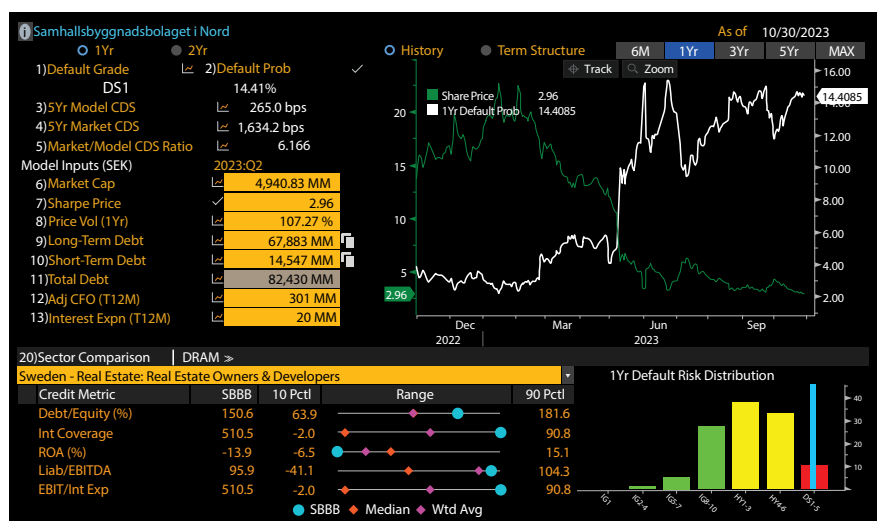 Samhallsbyggnadsbolaget i Nord
As of 10/30/2023
1Yr 2Yr
History Term Structure 6M 1Yr 3Yr 5Yr MAX
1)Default Grade 2)Default Prob
DS1 14.41%
3)5Yr Model CDS 265.0 bps
4)5Yr Market CDS 1,634.2 bps
5)Market/Model CDS Ratio 6.166
Model Inputs (SEK) 2023:Q2
6)Market Cap 4,940.83 MM
7)Sharpe Price 2.96
8)Price Vol (1Yr) 107.27 %
9)Long-Term Debt 67,883 MM
10)Short-Term Debt 14,547 MM
11)Total Debt 82,430 MM
12)Adj CFO (T12M) 301 MM
13)Interest Expn (T12M) 20 MM
Track Zoom
Share Price 2.96
1Yr Default Prob 14.4085
20
15
10
5
2.96
16.00
14.4085
14.00
12.00
10.00
8.00
6.00
4.00
2.00
Dec Mar Jun Sep
2022 2023
20)Sector Comparison DRAM >
Sweden - Real Estate: Real Estate Owners & Developers
Credit Metric SBBB 10 Pctl Range 90 Pctl
Debt/Equity (%) 150.6 63.9 181.6
Int Coverage 510.5 -2.0 90.8
ROA (%) -13.9 -6.5 15.1
Liab/EBITDA 95.9 -41.1 104.3
EBIT/Int Exp 510.5 -2.0 90.8
SBBB Median Wtd Avg
1Yr Default Risk Distribution
40
30
20
10
IG1 IG2-4 IG5-7 IG8-10 HY1-3 HY4-6 DS1-5